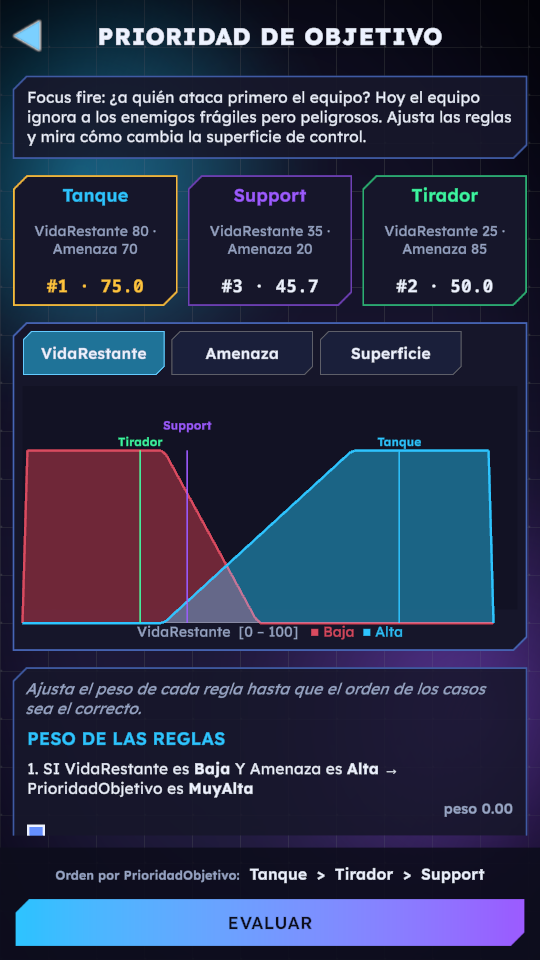 PRIORIDAD DE OBJETIVO
Focus fire: ¿a quién ataca primero el equipo? Hoy el equipo
ignora a los enemigos frágiles pero peligrosos. Ajusta las reglas
y mira cómo cambia la superficie de control.
Tanque
VidaRestante 80 ·
Amenaza 70
#1 · 75.0
Support
VidaRestante 35 ·
Amenaza 20
#3 · 45.7
Tirador
VidaRestante 25 ·
Amenaza 85
#2 · 50.0
VidaRestante
Amenaza
Superficie
Support
Tirador
Tanque
VidaRestante [0 – 100] Baja Alta
Ajusta el peso de cada regla hasta que el orden de los casos
sea el correcto.
PESO DE LAS REGLAS
1. SI VidaRestante es Baja Y Amenaza es Alta →
PrioridadObjetivo es MuyAlta
peso 0.00
Orden por PrioridadObjetivo: Tanque > Tirador > Support
EVALUAR